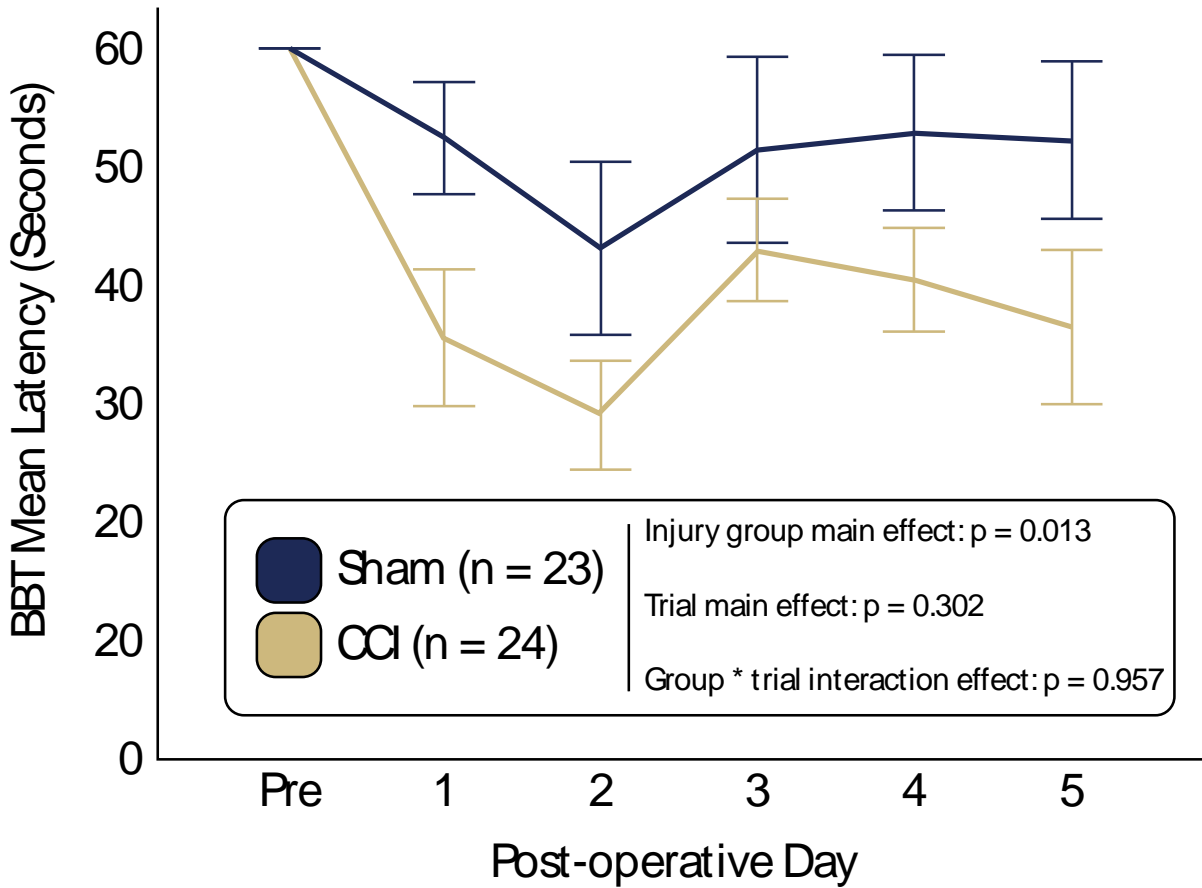 BBT Mean Latency (Seconds)
60
50
40
30
20
20
0
Sham (n = 23)
CCI (n = 24)
Injury group main effect: p = 0.013
Trial main effect: p = 0.302
Group * trial interaction effect: p = 0.957
Pre 1 2 3 4 5
Post-operative Day